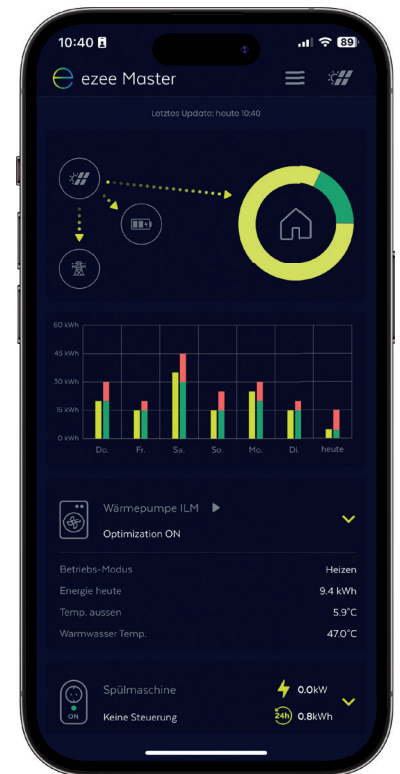 10:40
89
ezee Master
Letztes Update: heute 10:40
60 kWh
45 kWh
30 kWh
15 kWh
0 kWh
Do. Fr. Sa. So. Mo. Di. heute
Wärmepumpe ILM
Optimization ON
Betriebs-Modus Heizen
Energie heute 9.4 kWh
Temp. aussen 5.9°C
Warmwasser Temp. 47.0°C
Spülmaschine 0.0kW
ON Keine Steuerung 24h 0.8kWh